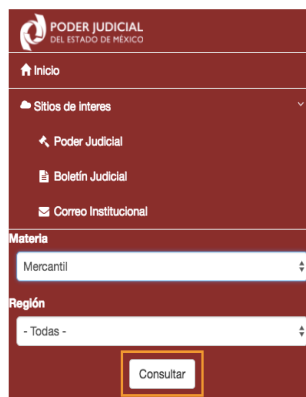 PODER JUDICIAL
DEL ESTADO DE MÉXICO
Inicio
Sitios de interes
Poder Judicial
Boletín Judicial
Correo Institucional
Materia
Mercantil
Región
- Todas -
Consultar